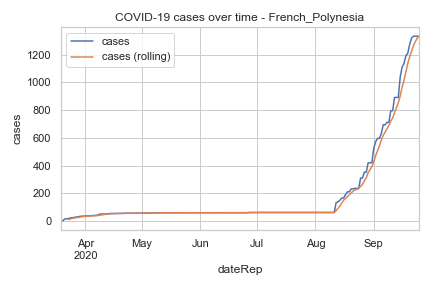 COVID-19 cases over time - French_Polynesia
cases
cases (rolling)
1200
1000
800
600
400
200
0
cases
Apr
2020
May
Jun
Jul
Aug
Sep
dateRep